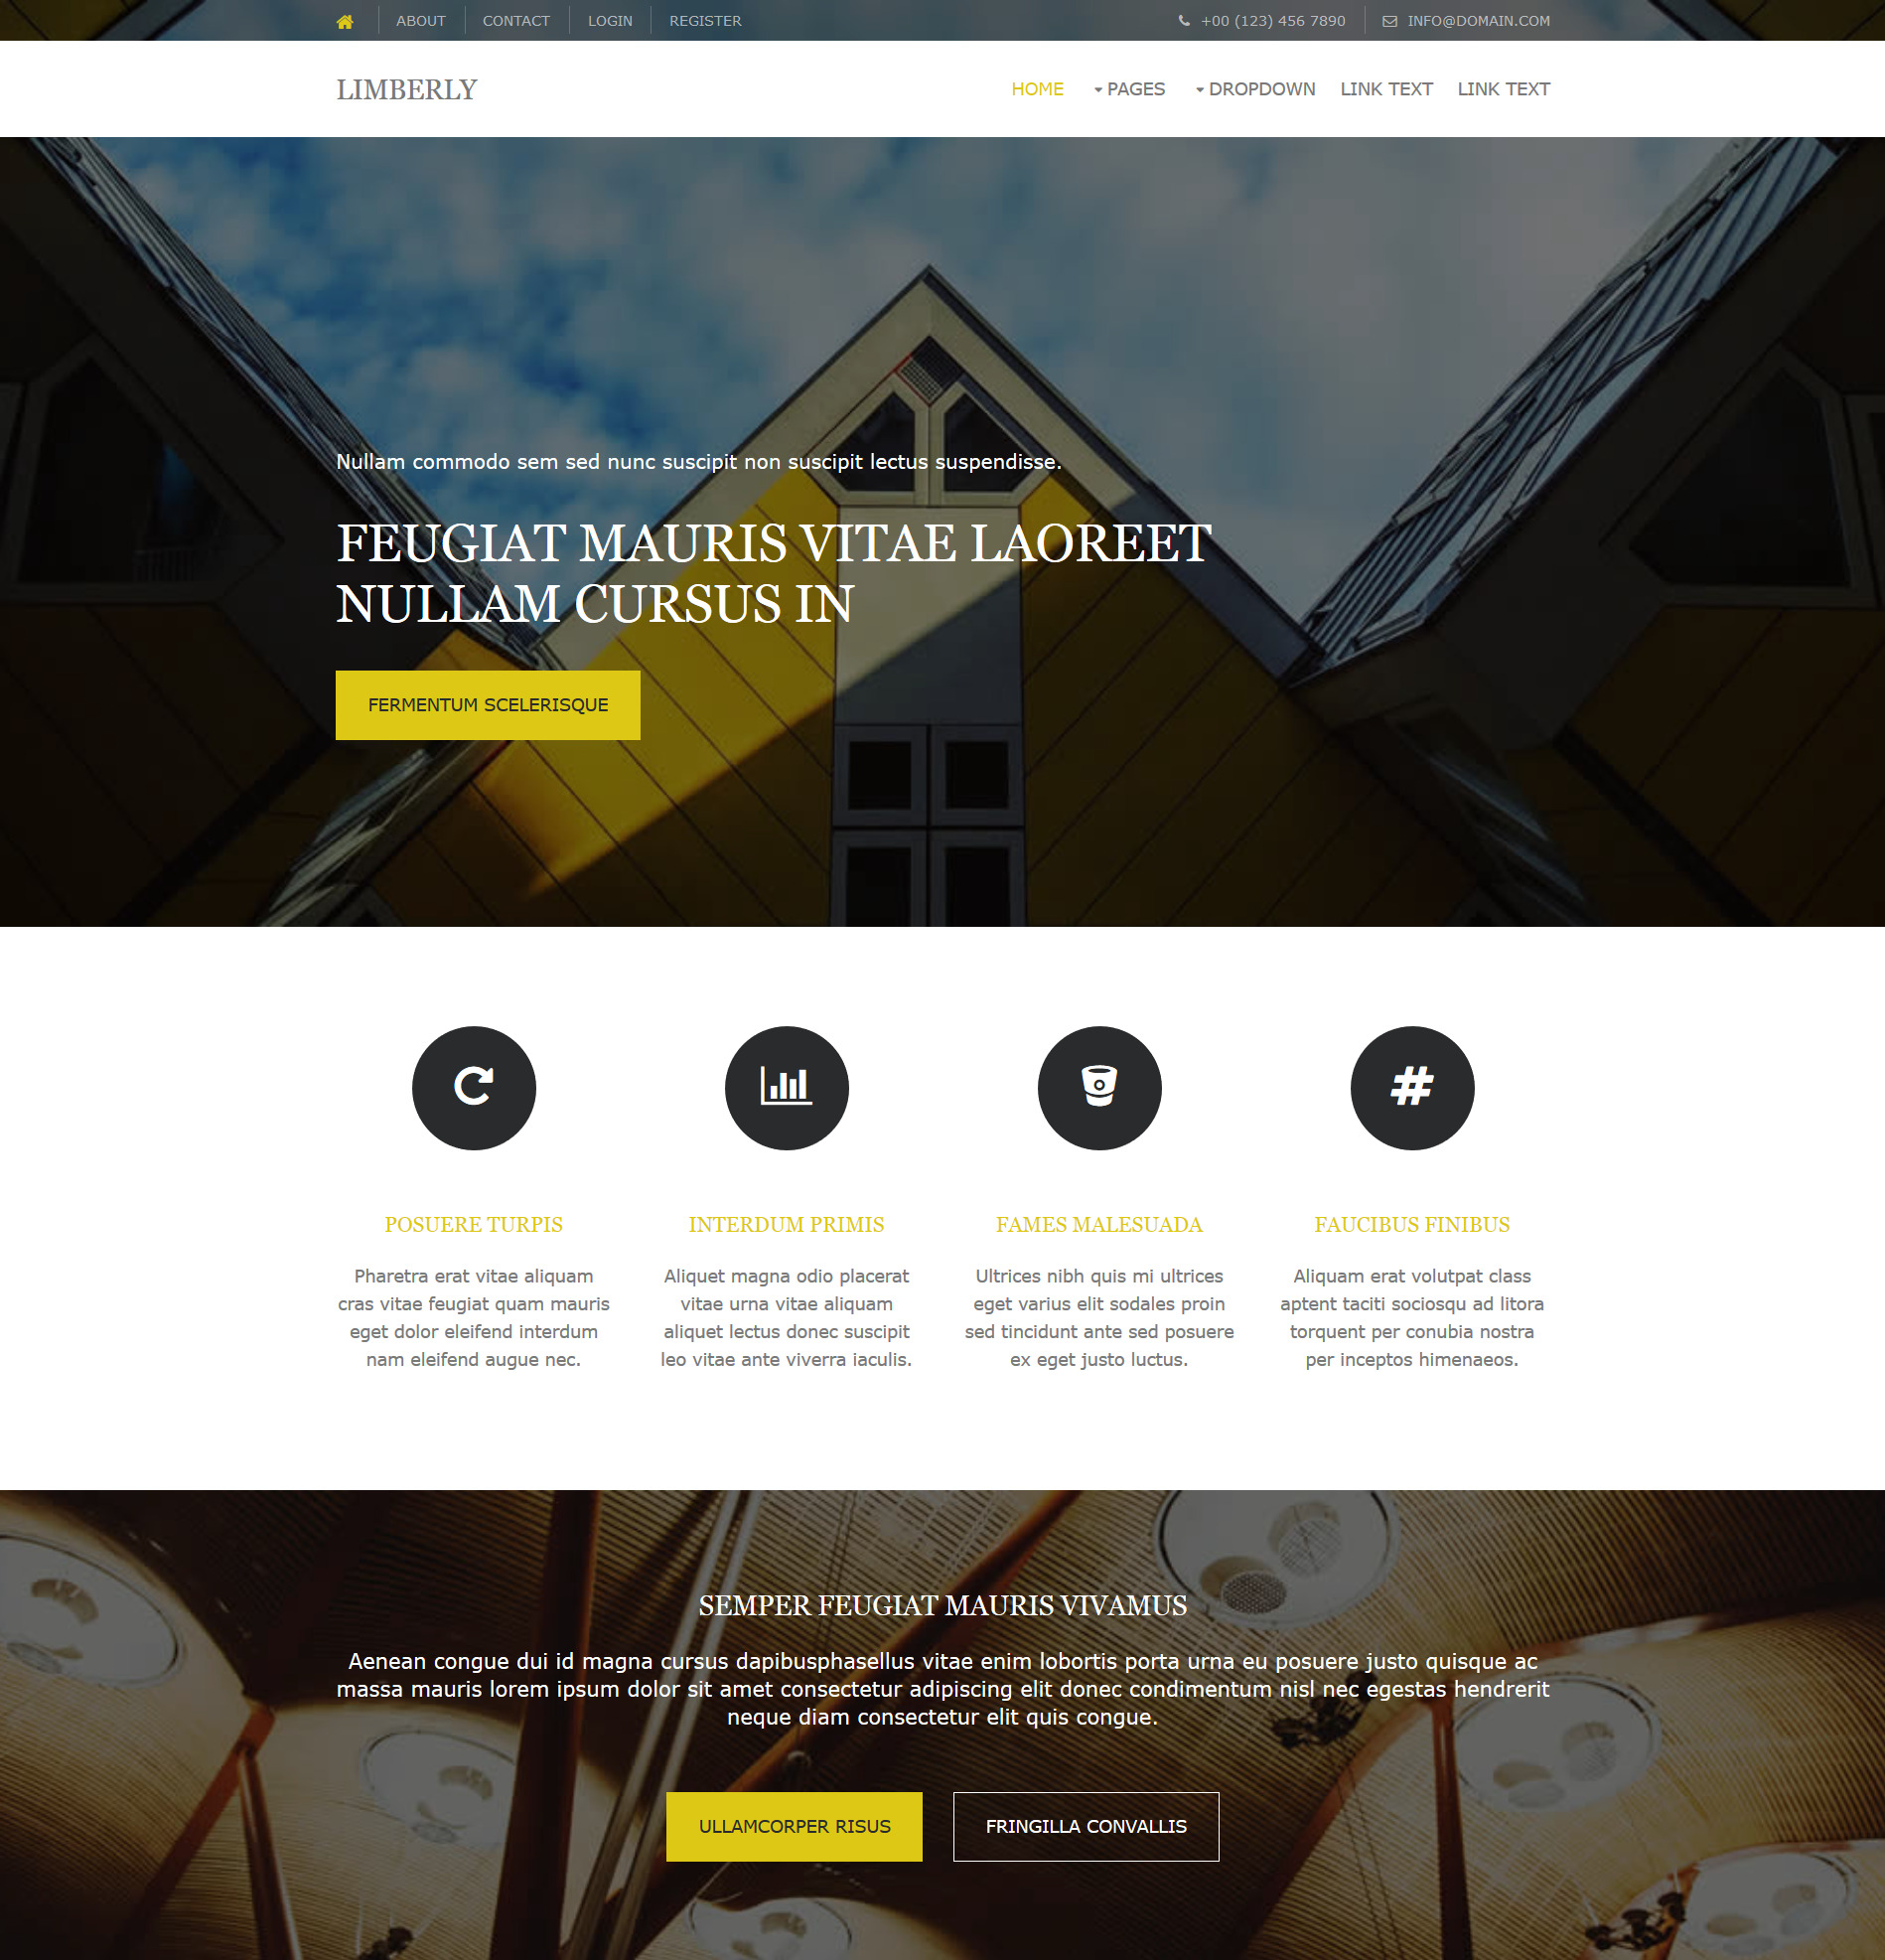 ABOUT CONTACT LOGIN REGISTER +00 (123) 456 7890 INFO@DOMAIN.COM
LIMBERLY HOME PAGES DROPDOWN LINK TEXT LINK TEXT
Nullam commodo sem sed nunc suscipit non suscipit lectus suspendisse.
FEUGIAT MAURIS VITAE LAOREET
NULLAM CURSUS IN
FERMENTUM SCELERISQUE
POSUERE TURPIS
Pharetra erat vitae aliquam
cras vitae feugiat quam mauris
eget dolor eleifend interdum
nam eleifend augue nec.
INTERDUM PRIMIS
Aliquet magna odio placerat
vitae urna vitae aliquam
aliquet lectus donec suscipit
leo vitae ante viverra iaculis.
FAMES MALESUADA
Ultrices nibh quis mi ultrices
eget varius elit sodales proin
sed tincidunt ante sed posuere
ex eget justo luctus.
FAUCIBUS FINIBUS
Aliquam erat volutpat class
aptent taciti sociosqu ad litora
torquent per conubia nostra
per inceptos himenaeos.
SEMPER FEUGIAT MAURIS VIVAMUS
Aenean congue dui id magna cursus dapibusphasellus vitae enim lobortis porta urna eu posuere justo quisque ac
massa mauris lorem ipsum dolor sit amet consectetur adipiscing elit donec condimentum nisl nec egestas hendrerit
neque diam consectetur elit quis congue.
ULLAMCORPER RISUS FRINGILLA CONVALLIS